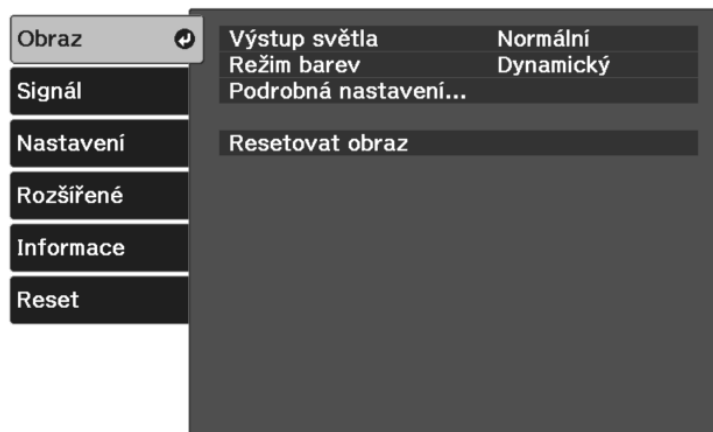 Obraz
Signál
Nastavení
Rozšířené
Informace
Reset
Výstup světla Normální
Režim barev Dynamický
Podrobná nastavení...
Resetovat obraz